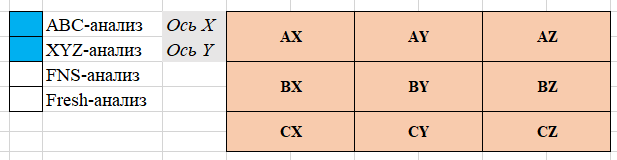 ABC-анализ Ось X
XYZ-анализ Ось Y
FNS-анализ
Fresh-анализ
AX AY AZ
BX BY BZ
CX CY CZ